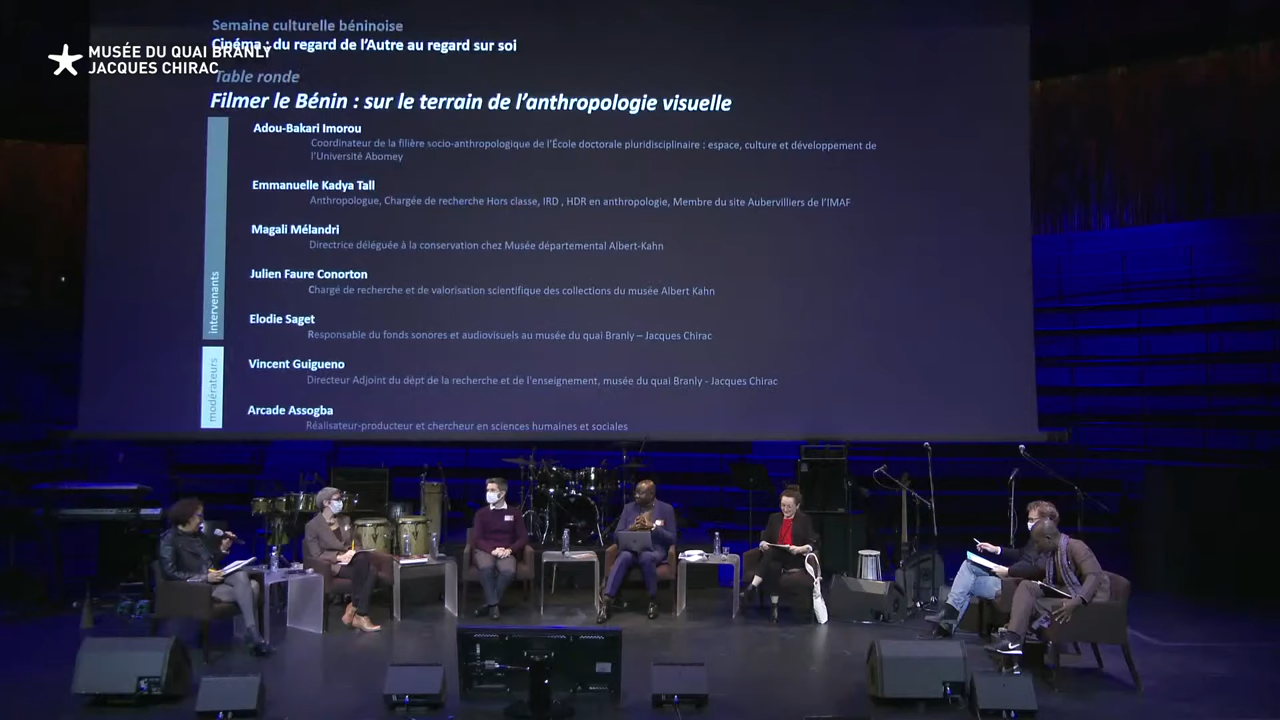 Semaine culturelle béninoise
Cinéma : du regard de l'Autre au regard sur soi
MUSÉE DU QUAI BRANLY
JACQUES CHIRAC
Table ronde
Filmer le Bénin : sur le terrain de l'anthropologie visuelle
intervenants
Adou-Bakari Imorou
Coordinateur de la filière socio-anthropologique de l'École doctorale pluridisciplinaire : espace, culture et développement de
l'Université Abomey
Emmanuelle Kadya Tall
Anthropologue, Chargée de recherche Hors classe, IRD , HDR en anthropologie, Membre du site Aubervilliers de l'IMAF
Magali Mélandri
Directrice déléguée à la conservation chez Musée départemental Albert-Kahn
Julien Faure Conorton
Chargé de recherche et de valorisation scientifique des collections du musée Albert Kahn
Elodie Saget
Responsable du fonds sonores et audiovisuels au musée du quai Branly – Jacques Chirac
modérateurs
Vincent Guigueno
Directeur Adjoint du dépt de la recherche et de l'enseignement, musée du quai Branly - Jacques Chirac
Arcade Assogba
Réalisateur-producteur et chercheur en sciences humaines et sociales